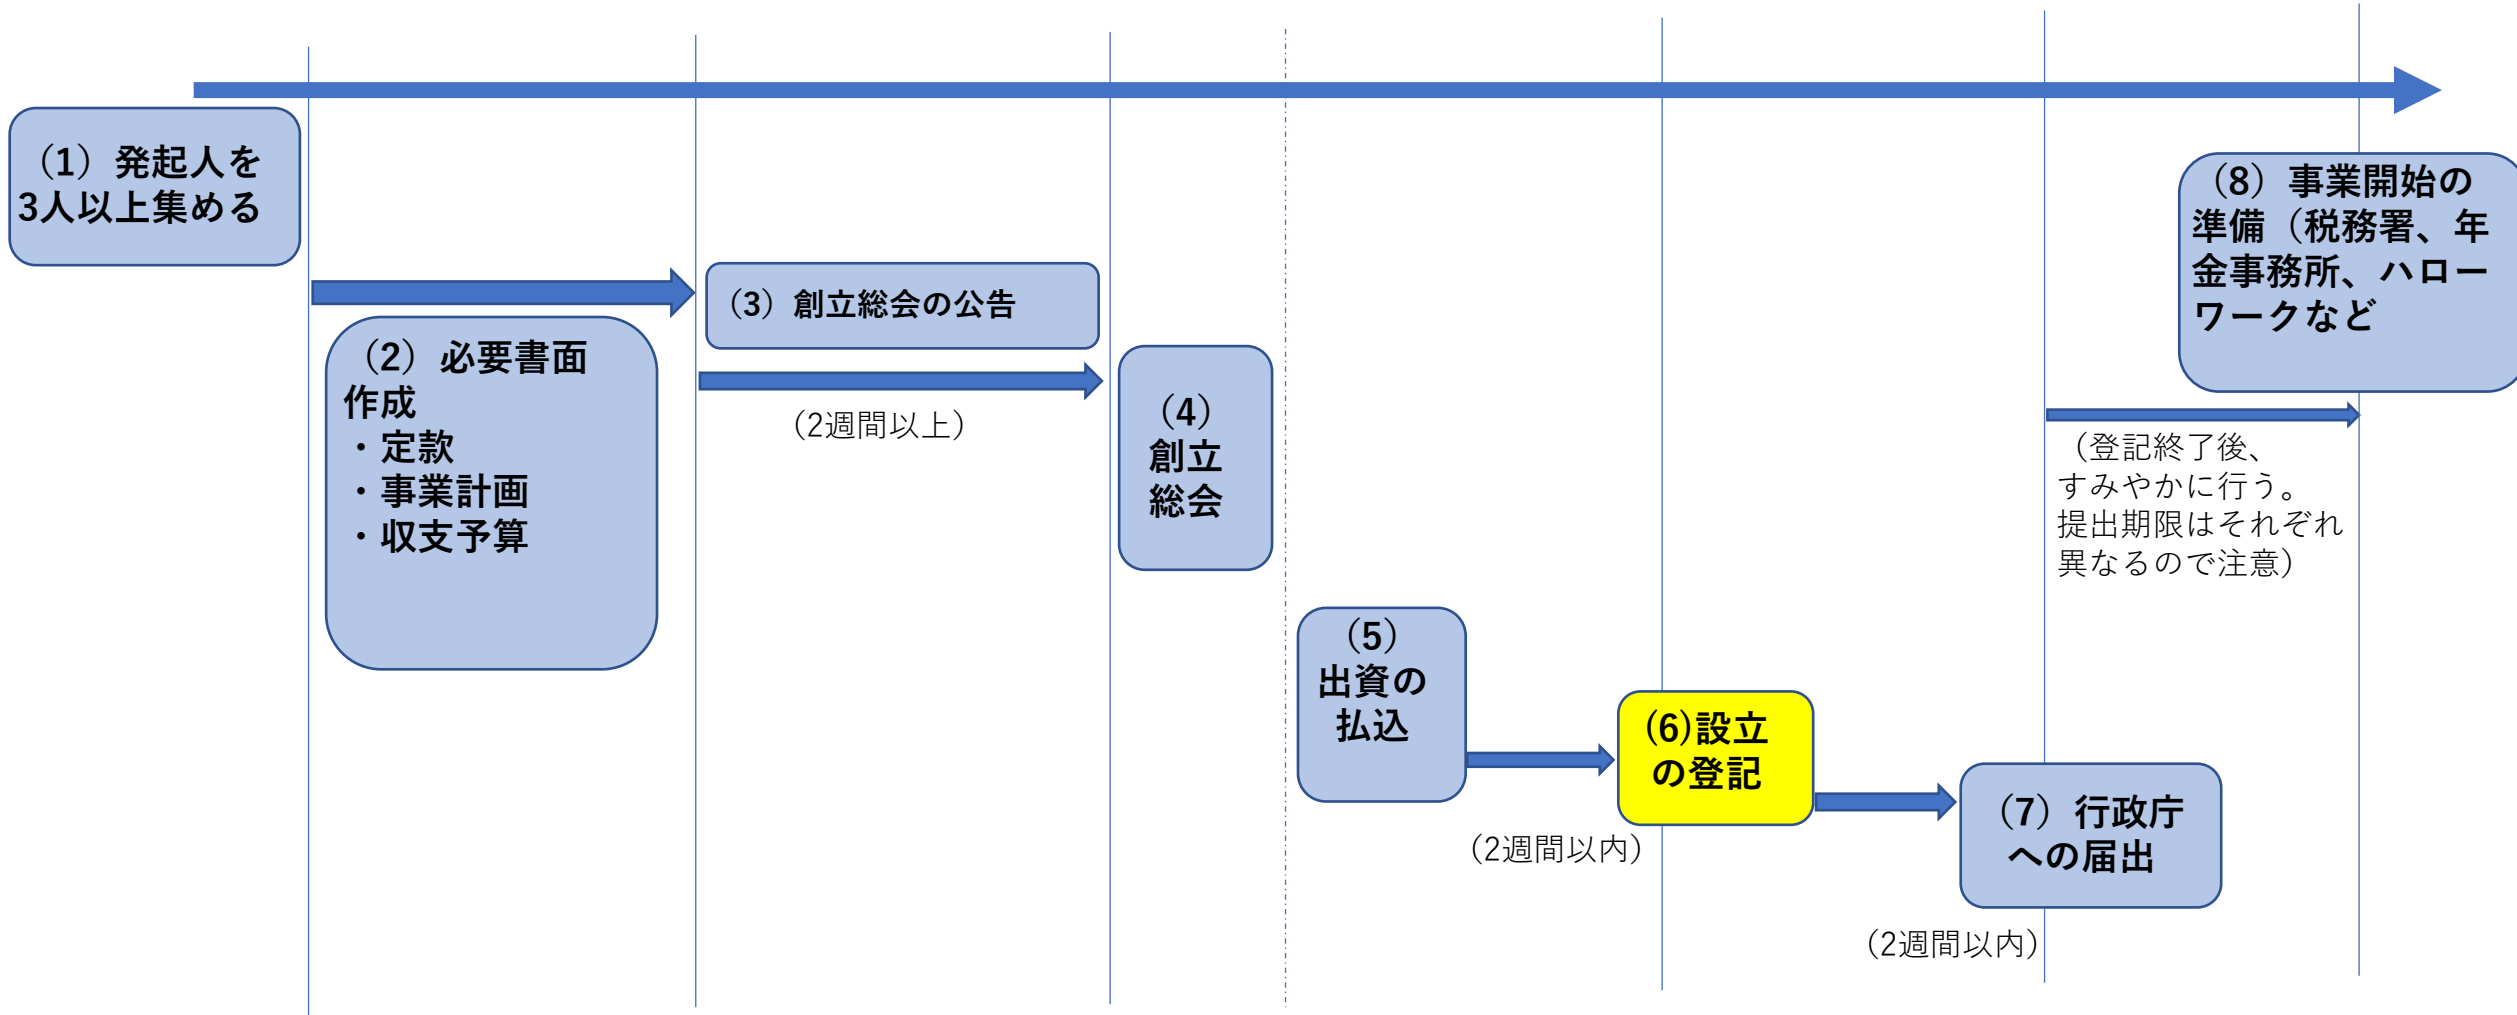 （1）発起人を
3人以上集める
（2）必要書面
作成
・定款
・事業計画
・収支予算
（3）創立総会の公告
（2週間以上）
（4）
創立
総会
（5）
出資の
払込
（2週間以内）
(6)設立
の登記
（7）行政庁
への届出
（2週間以内）
（8）事業開始の
準備（税務署、年
金事務所、ハロー
ワークなど
（登記終了後、
すみやかに行う。
提出期限はそれぞれ
異なるので注意）